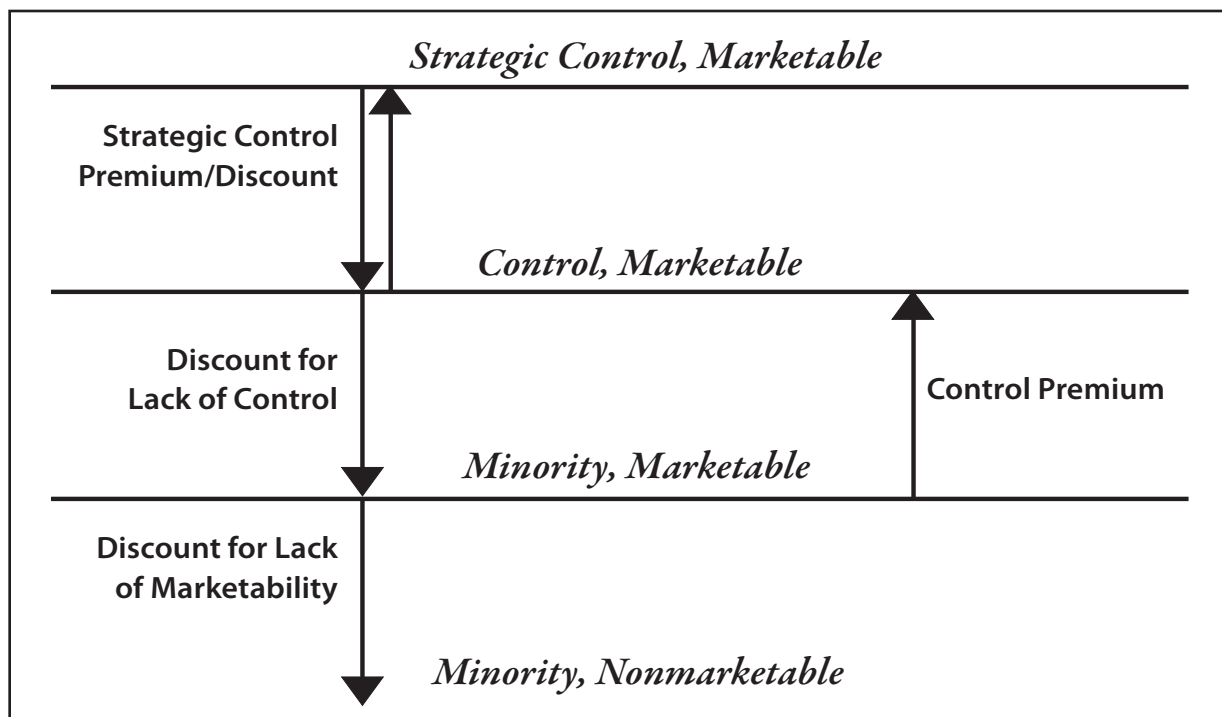 Strategic Control, Marketable
Strategic Control
Premium/Discount
Control, Marketable
Discount for
Lack of Control
Control Premium
Minority, Marketable
Discount for Lack
of Marketability
Minority, Nonmarketable